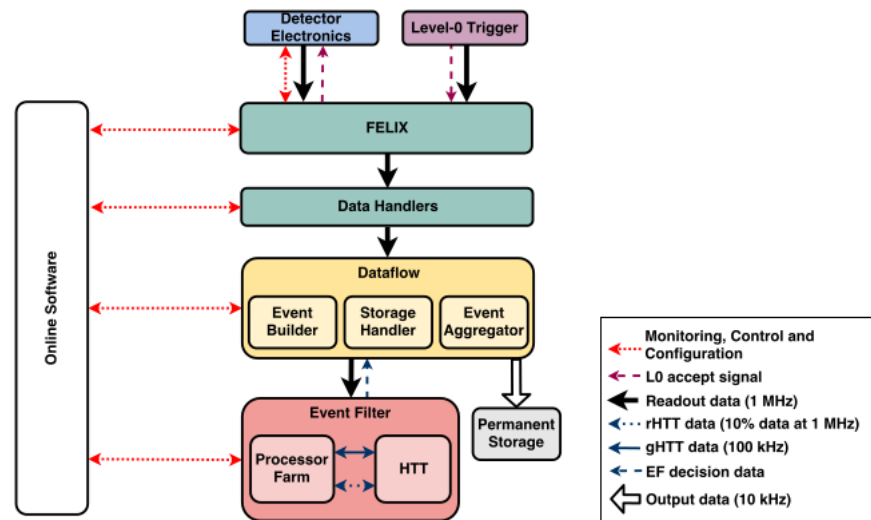 Detector
Electronics
Level-0 Trigger
FELIX
Data Handlers
Online Software
Dataflow
Event
Builder
Storage
Handler
Event
Aggregator
Event Filter
Processor
Farm
HTT
Permanent
Storage
Monitoring, Control and
Configuration
L0 accept signal
Readout data (1 MHz)
rHTT data (10% data at 1 MHz)
gHTT data (100 kHz)
EF decision data
Output data (10 kHz)